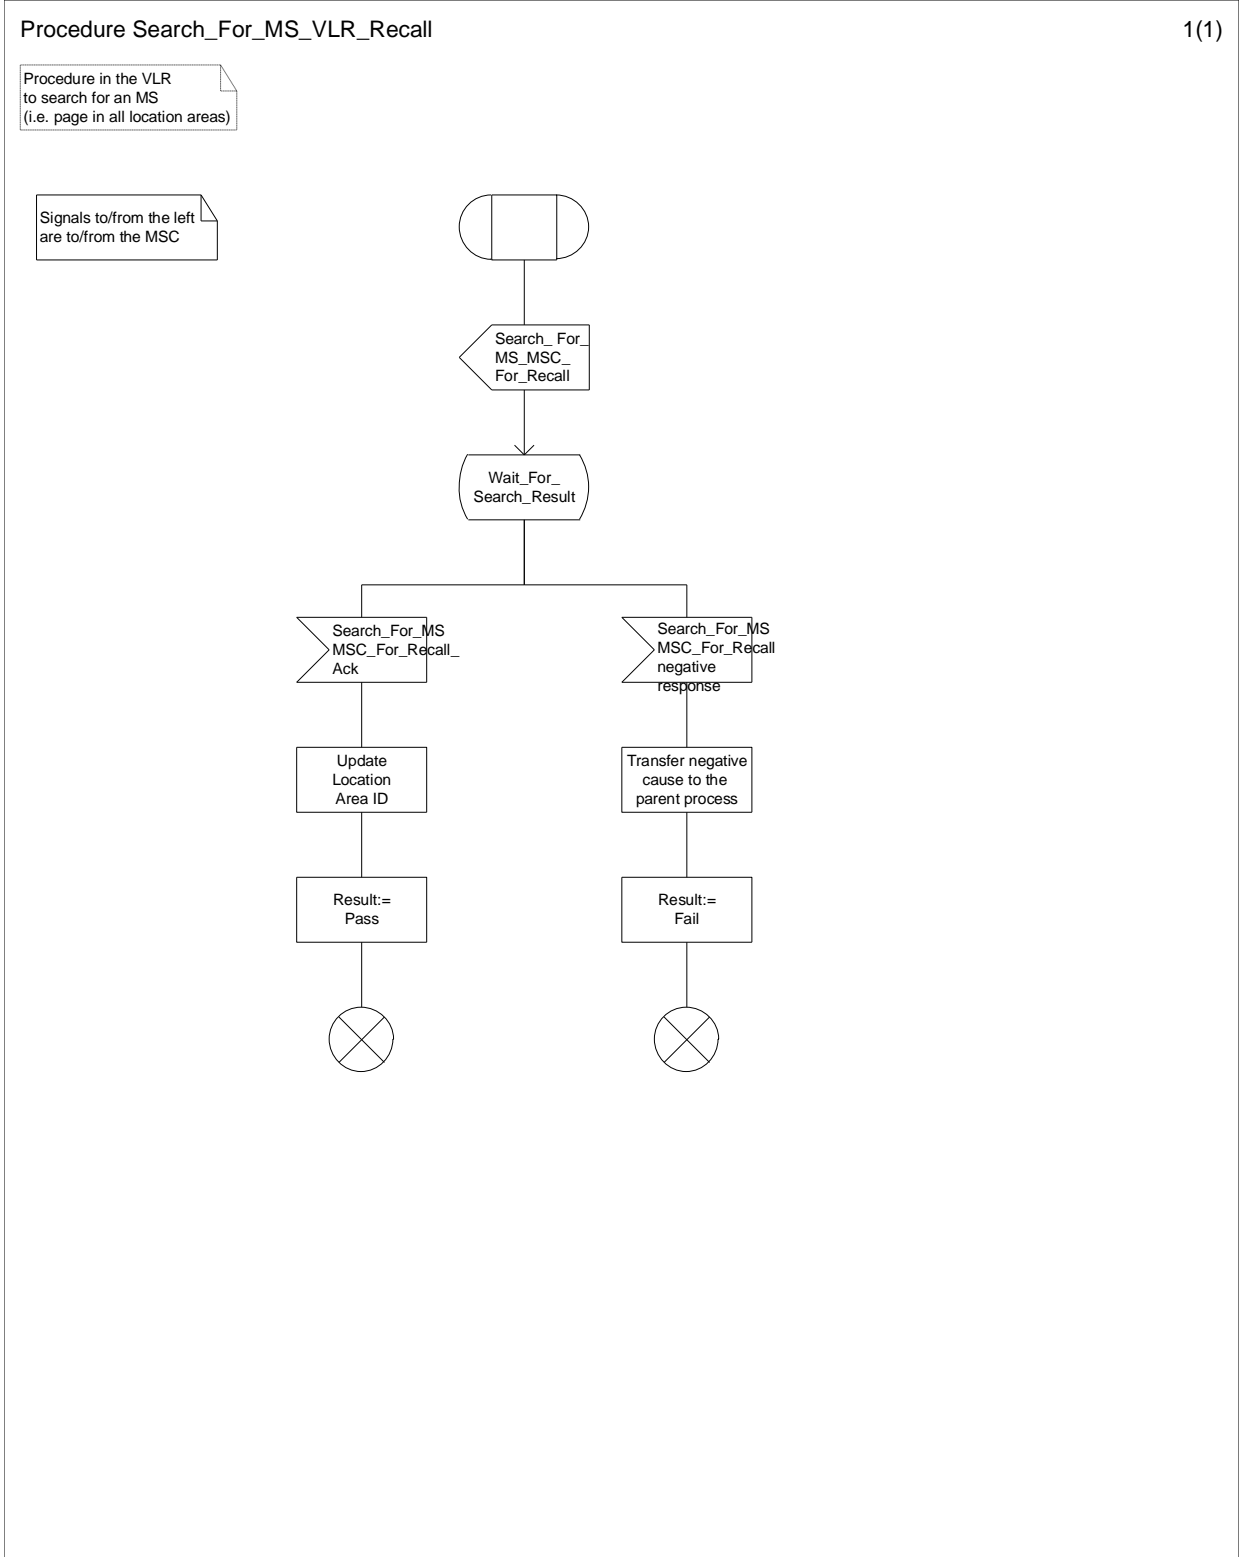 Procedure Search_For_MS_VLR_Recall
1(1)
Procedure in the VLR
to search for an MS
(i.e. page in all location areas)
Signals to/from the left
are to/from the MSC
Search_ For_
MS_MSC_
For_Recall
Wait_For_
Search_Result
Search_For_MS
MSC_For_Recall_
Ack
Search_For_MS
MSC_For_Recall
negative
response
Update
Location
Area ID
Transfer negative
cause to the
parent process
Result:=
Pass
Result:=
Fail